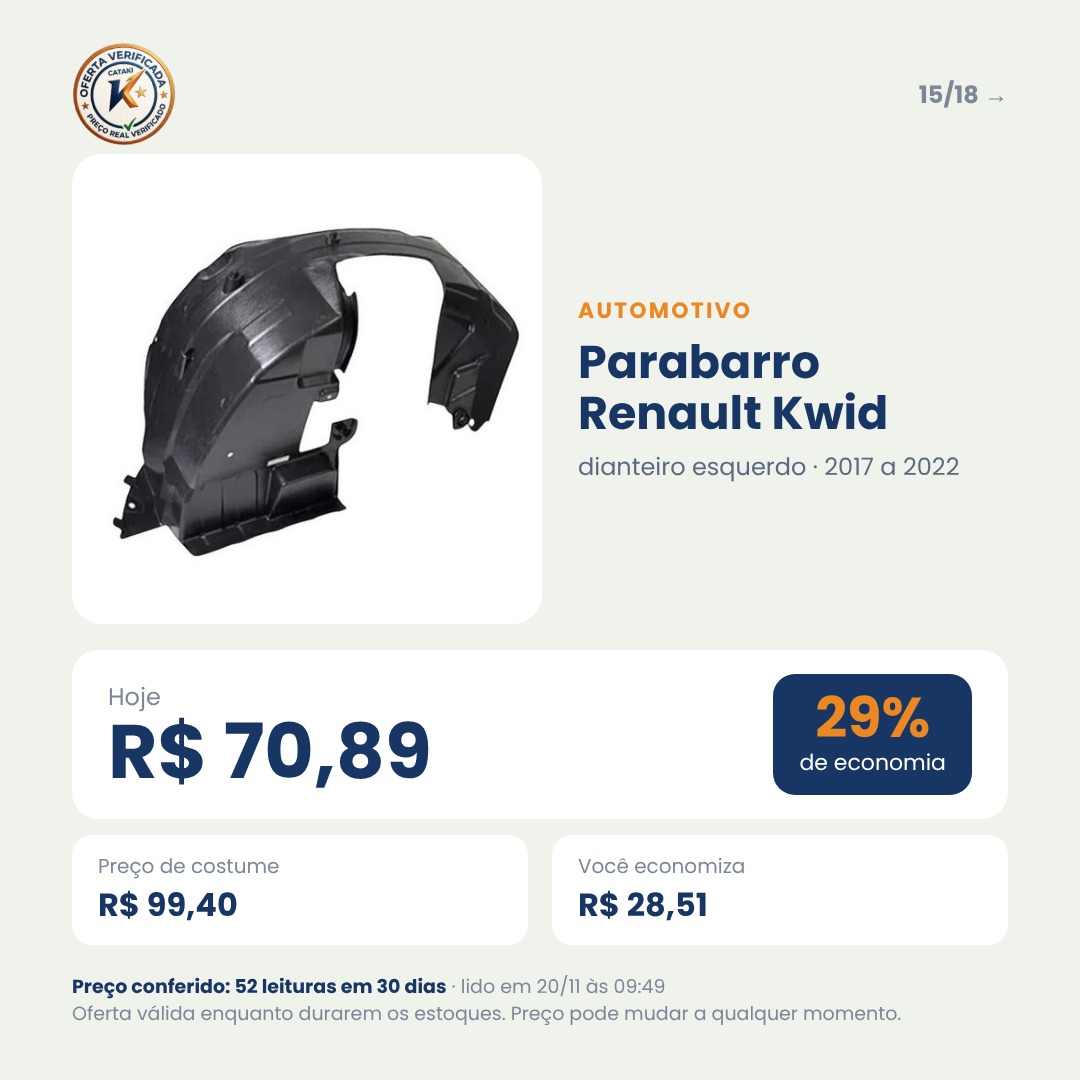 OFERTA VERIFICADA
CATAKI
K
PREÇO REAL VERIFICADO
15/18 →
AUTOMOTIVO
Parabarro
Renault Kwid
dianteiro esquerdo · 2017 a 2022
Hoje
R$ 70,89
29%
de economia
Preço de costume
R$ 99,40
Você economiza
R$ 28,51
Preço conferido: 52 leituras em 30 dias · lido em 20/11 às 09:49
Oferta válida enquanto durarem os estoques. Preço pode mudar a qualquer momento.